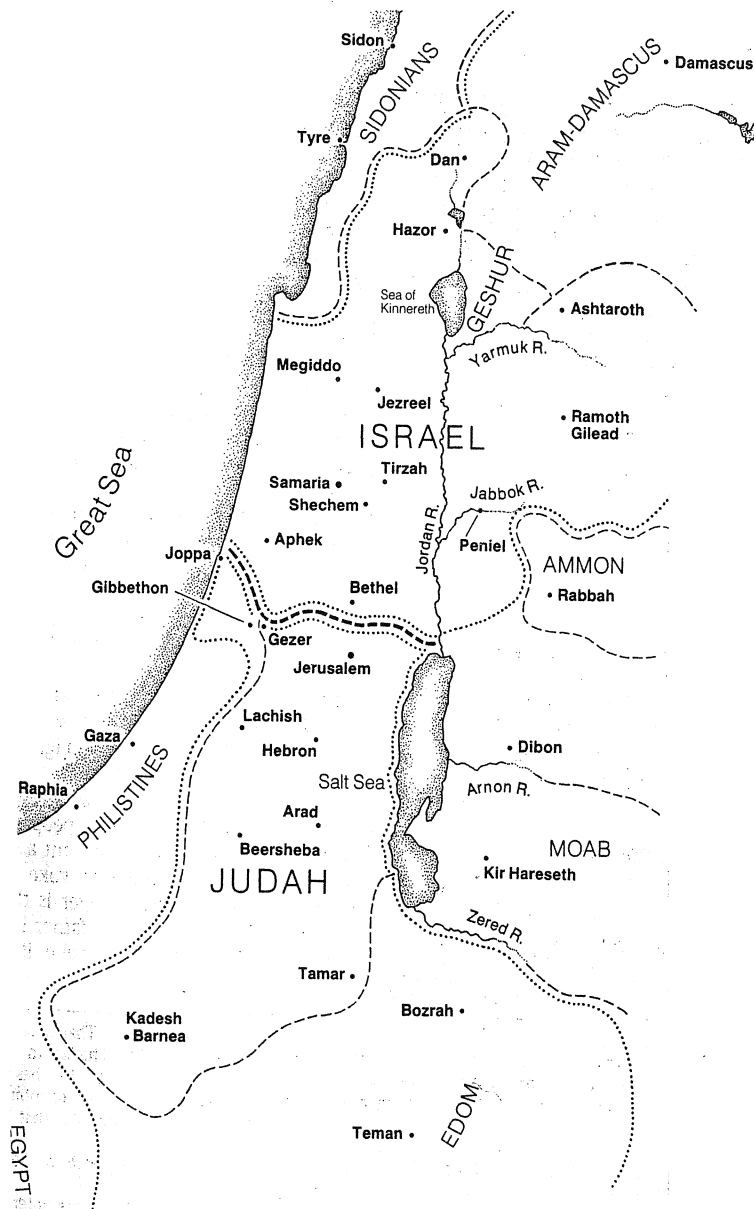 Sidon
SIDONIANS
Damascus
ARAM-DAMASCUS
Tyre
Dan
Hazor
GESHUR
Sea of
Kinnereth
Ashtaroth
Yarmuk R.
Megiddo
Jezreel
Ramoth
Gilead
ISRAEL
Great Sea
Samaria
Tirzah
Shechem
Jabbok R.
Jordan R.
Aphek
Peniel
Joppa
AMMON
Gibbethon
Bethel
Rabbah
Gezer
Jerusalem
Lachish
Gaza
Hebron
Dibon
PHILISTINES
Salt Sea
Raphia
Arnon R.
Arad
Beersheba
MOAB
Kir Hareseth
JUDAH
Zered R.
Tamar
Bozrah
Kadesh
Barnea
EDOM
Teman
EGYPT